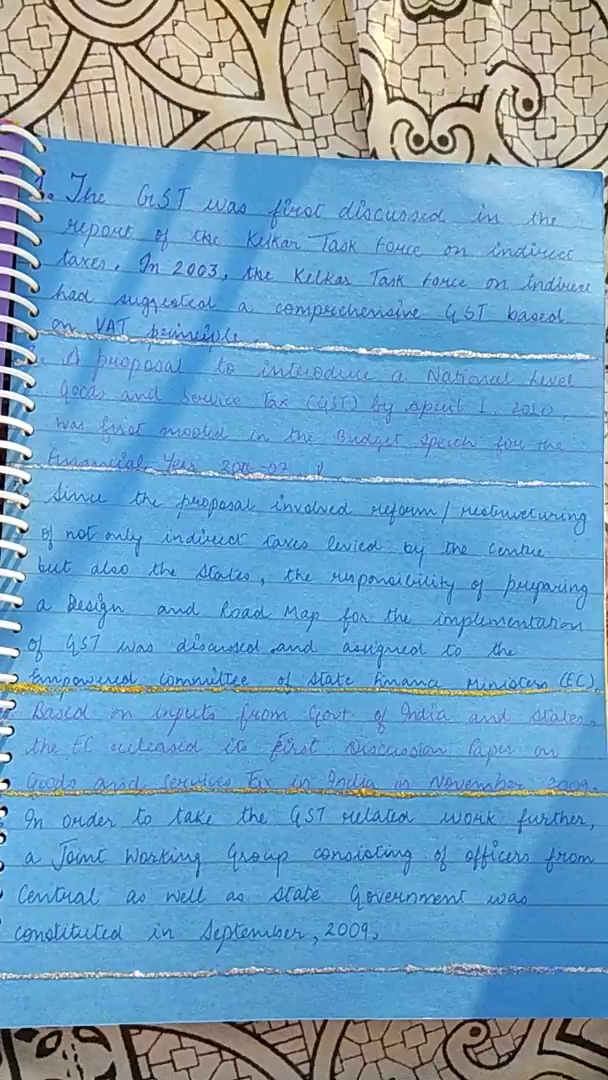 1. The GST was first discussed in the
report of the Kelkar Task Force on indirect
taxes. In 2003, the Kelkar Task Force on indirect
had suggested a comprehensive GST based
on VAT principle.
A proposal to introduce a National Level
Goods and Service Tax (GST) by April 1, 2010,
was first mooted in the Budget Speech for the
Financial Year
Since the proposal involved reform/restructuring
of not only indirect taxes levied by the Centre
but also the States, the responsibility of preparing
a Design and Road Map for the implementation
of GST was discussed and assigned to the
Empowered Committee of State Finance Ministers (EC)
Based on inputs from Govt of India and States,
the EC released its First Discussion Paper on
Goods and Services Tax in India in November 2009.
In order to take the GST related work further,
a Joint Working Group consisting of officers from
Central as well as State Government was
constituted in September, 2009.